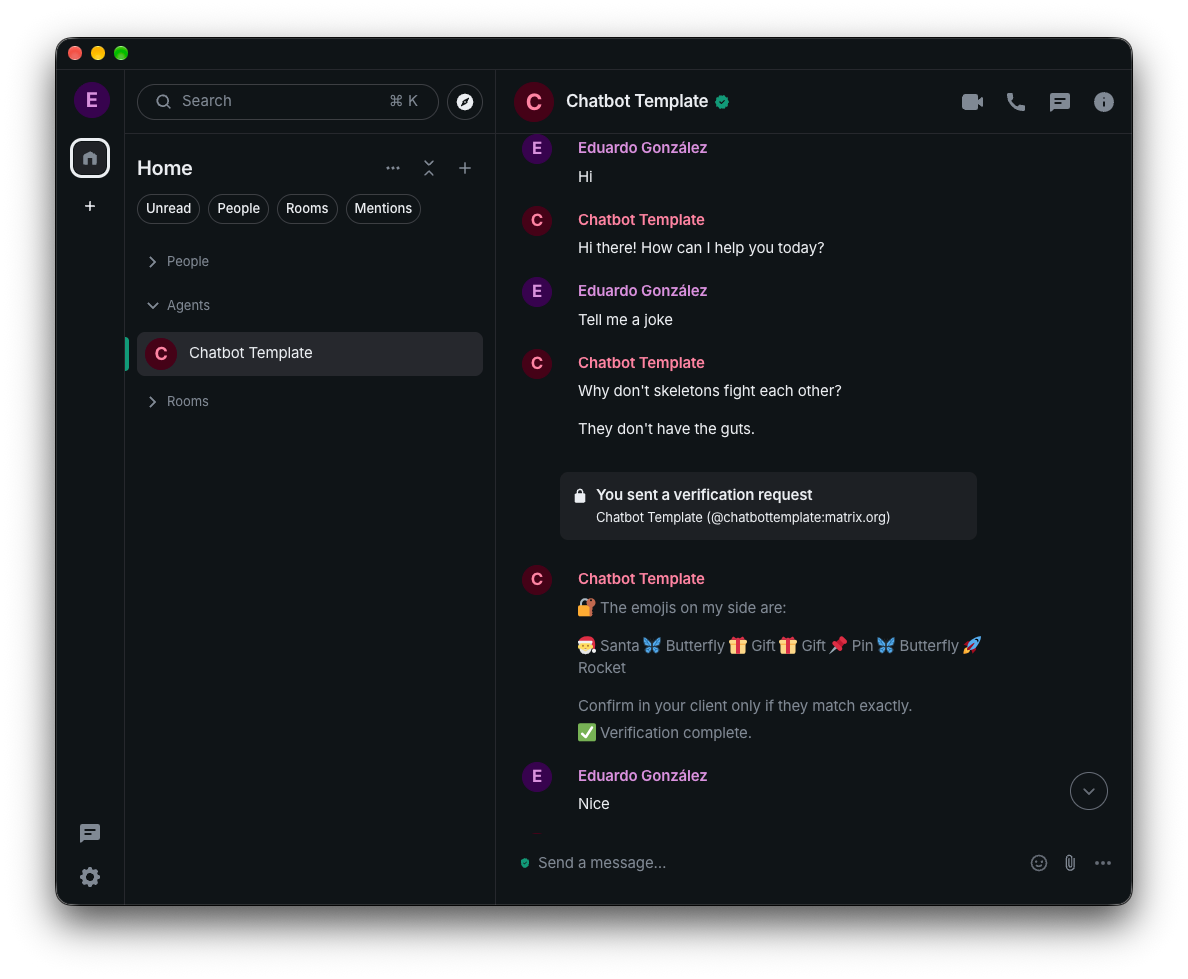 E
Search
⌘ K
Home
Unread
People
Rooms
Mentions
People
Agents
C
Chatbot Template
Rooms
C
Chatbot Template
E
Eduardo González
Hi
C
Chatbot Template
Hi there! How can I help you today?
E
Eduardo González
Tell me a joke
C
Chatbot Template
Why don't skeletons fight each other?
They don't have the guts.
You sent a verification request
Chatbot Template (@chatbottemplate:matrix.org)
C
Chatbot Template
🔐 The emojis on my side are:
🎅 Santa 🦋 Butterfly 🎁 Gift 🎁 Gift 📌 Pin 🦋 Butterfly 🚀
Rocket
Confirm in your client only if they match exactly.
✅ Verification complete.
E
Eduardo González
Nice
Send a message...